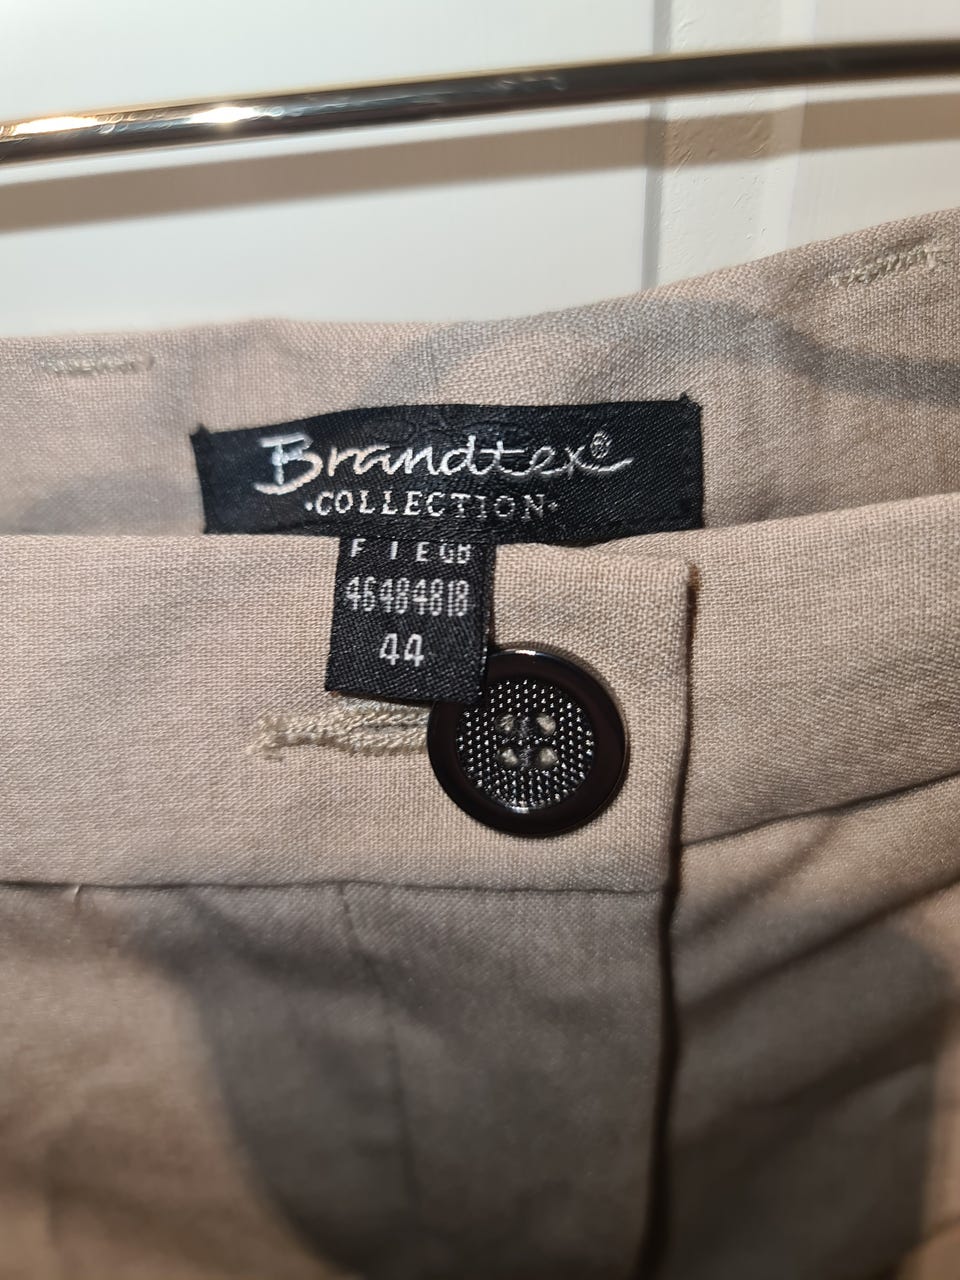 Brandtex®
·COLLECTION·
F I E GB
46 48 48 18
44